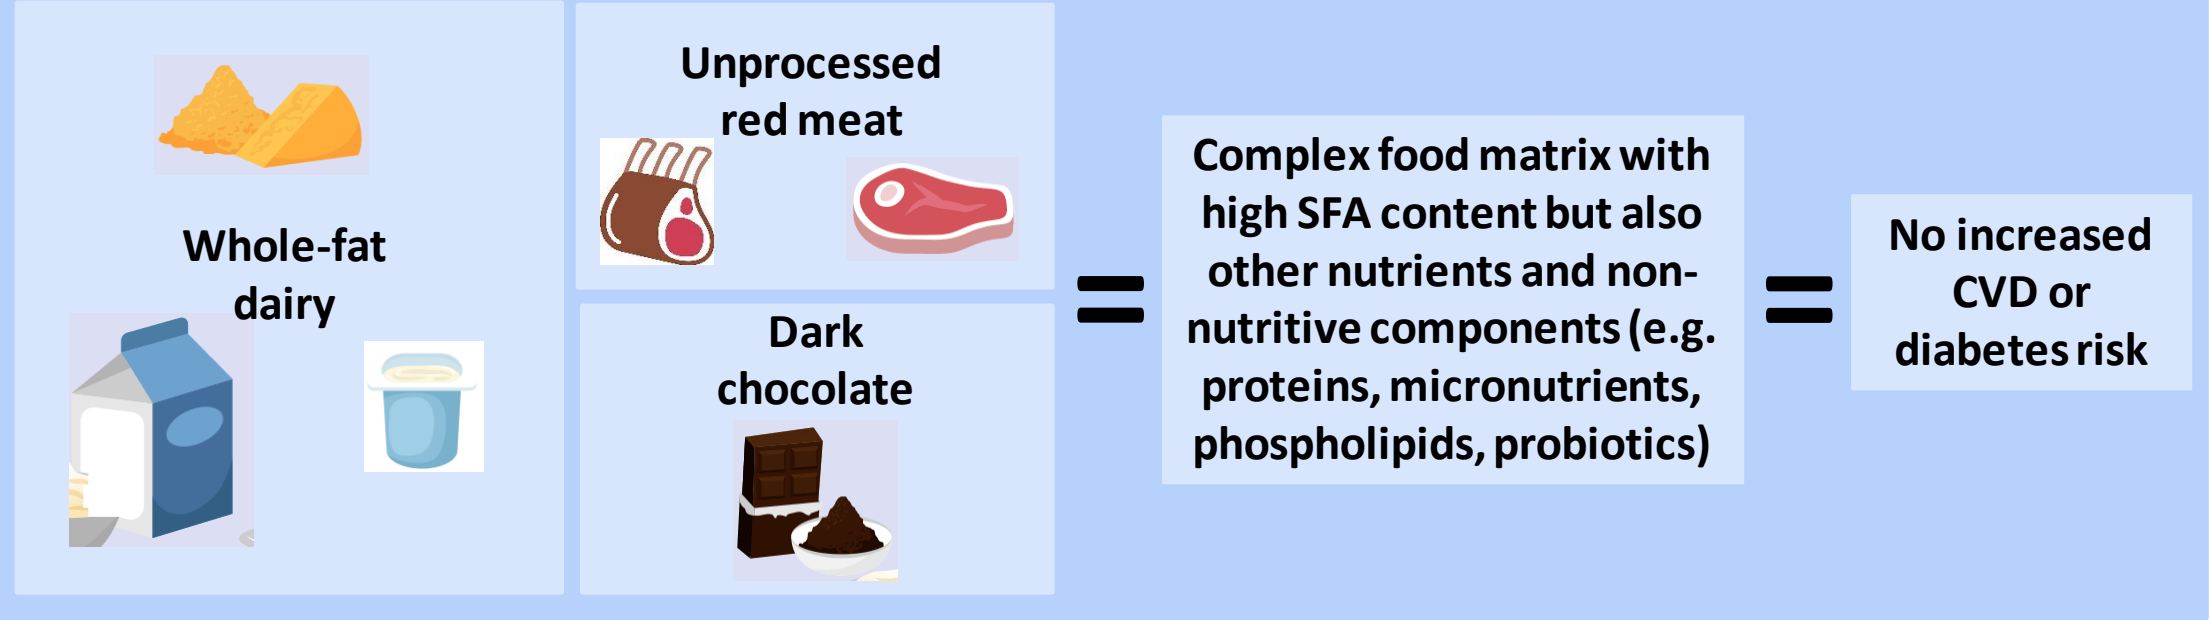 Whole-fat
dairy
Unprocessed
red meat
Dark
chocolate
=
Complex food matrix with
high SFA content but also
other nutrients and non-
nutritive components (e.g.
proteins, micronutrients,
phospholipids, probiotics)
=
No increased
CVD or
diabetes risk